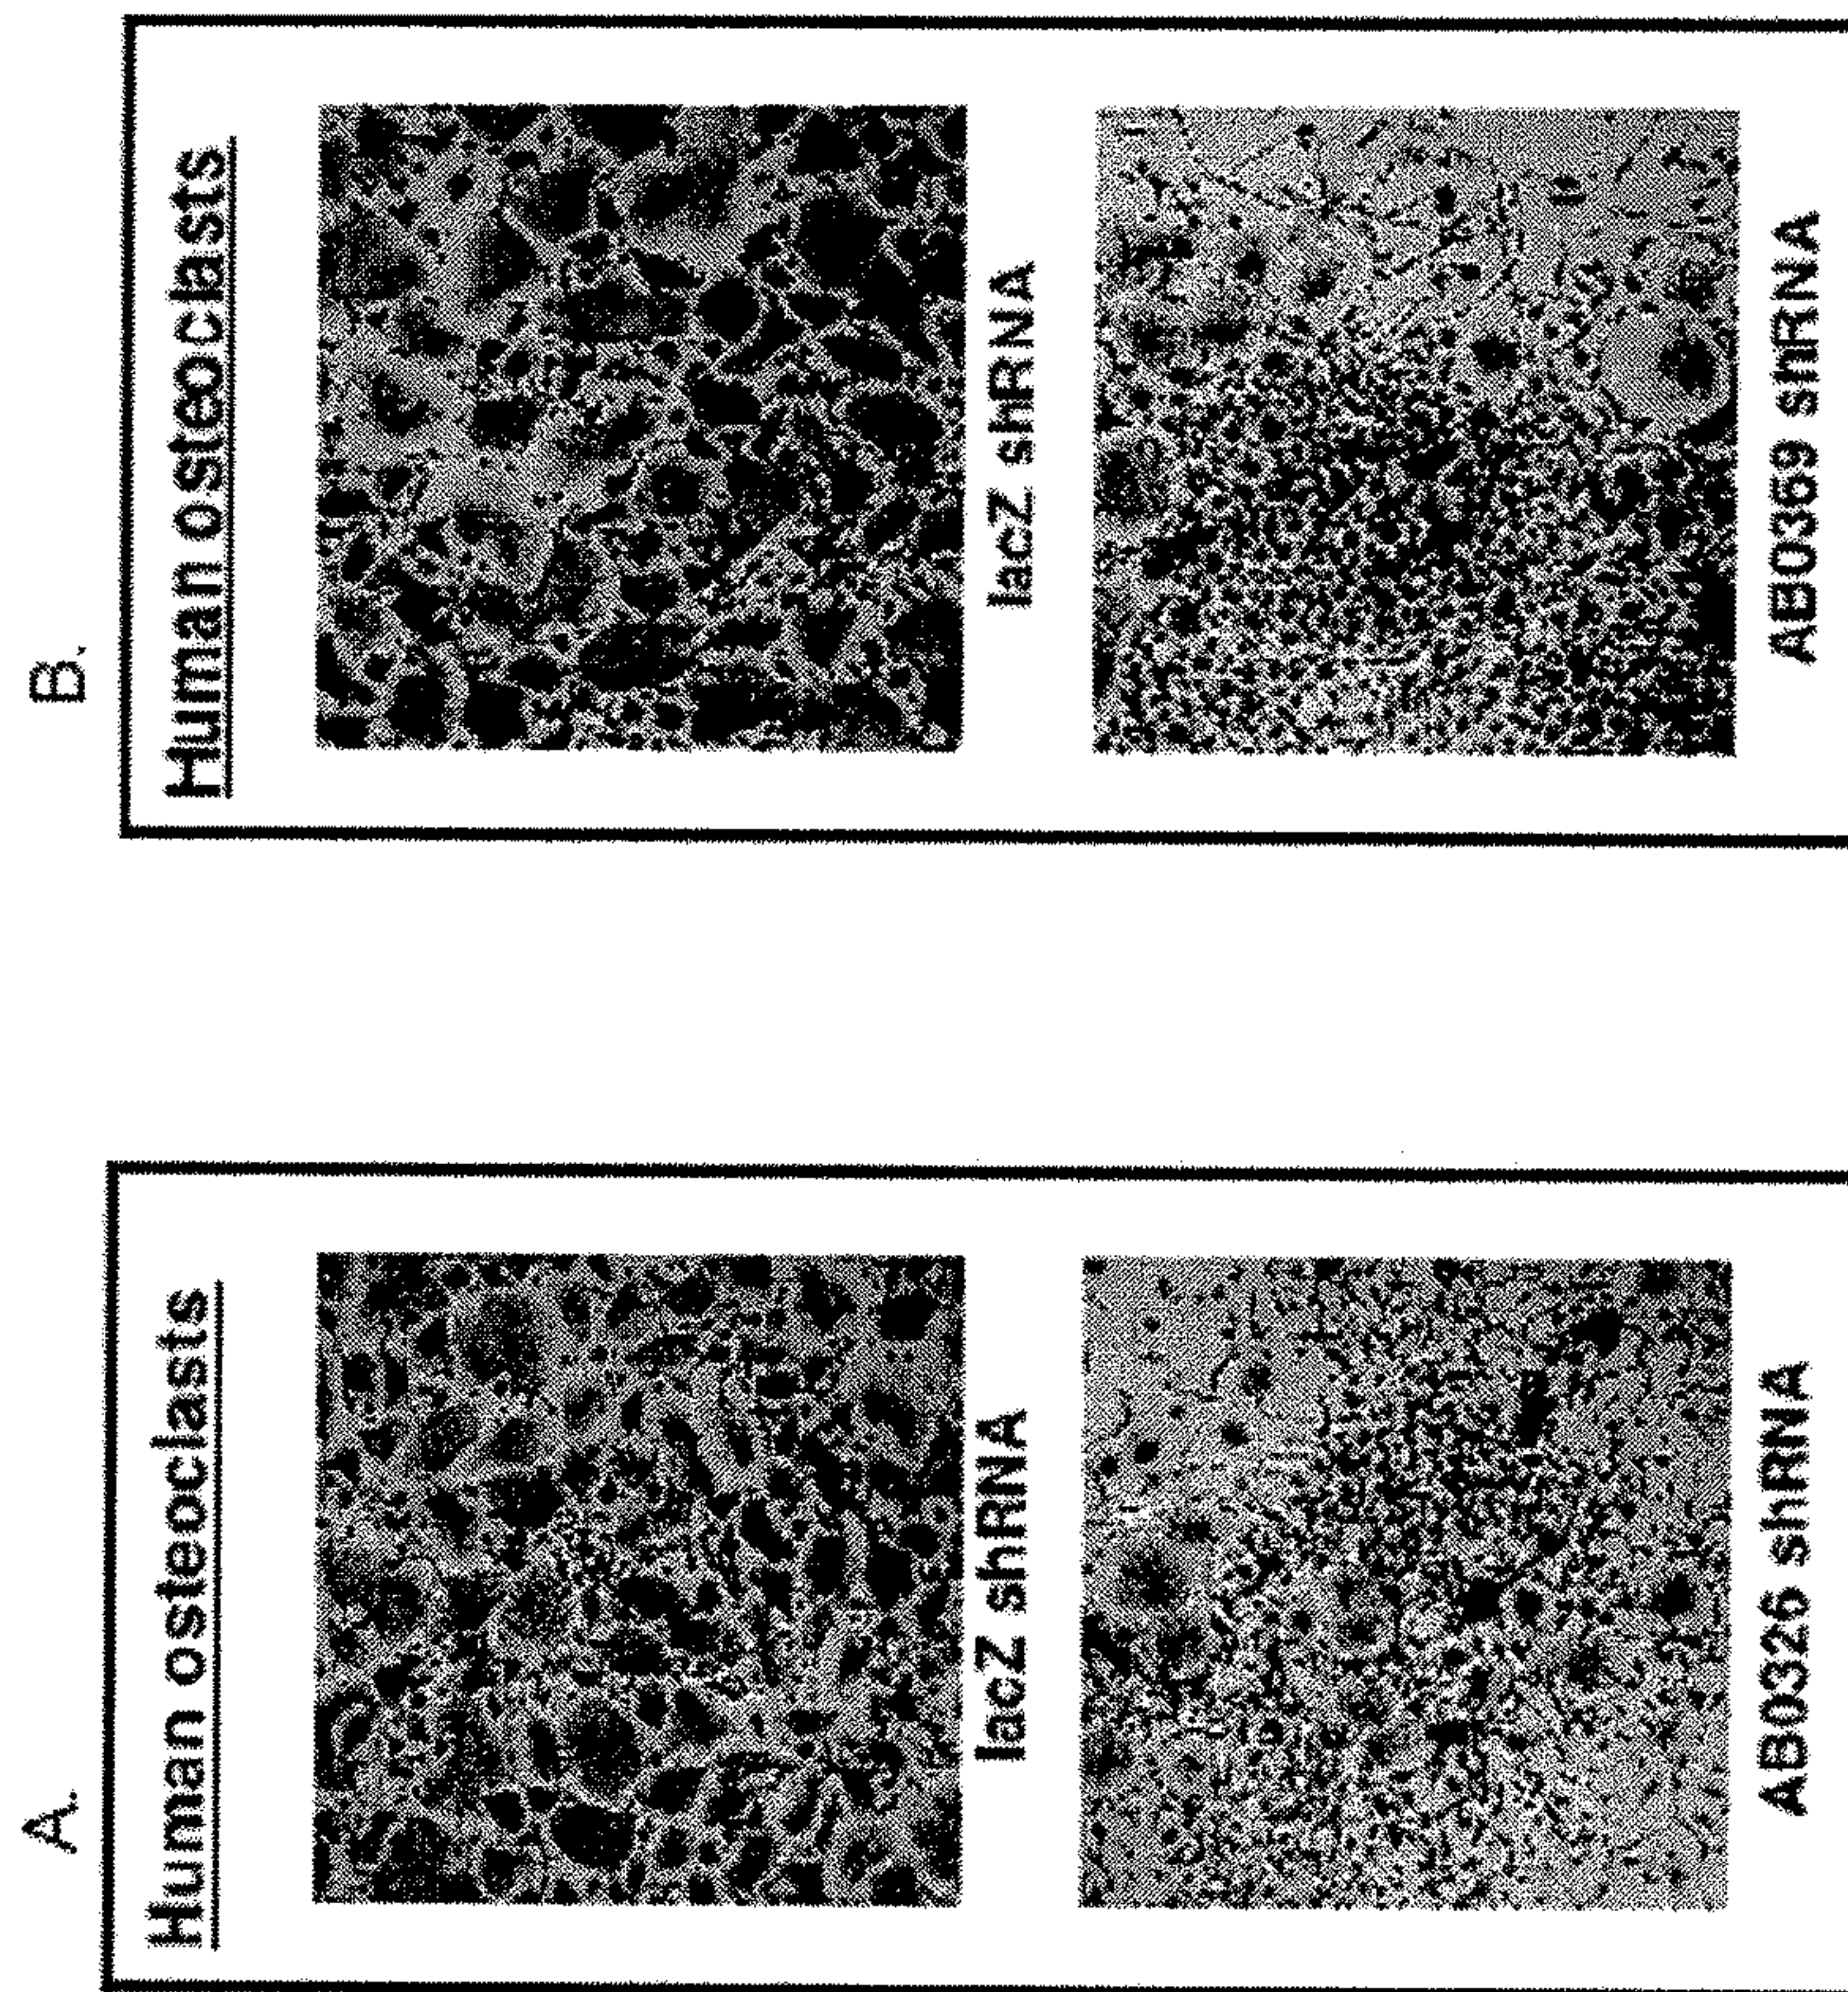 A.
Human osteoclasts
lacZ shRNA
AB0326 shRNA
B.
Human osteoclasts
lacZ shRNA
AB0369 shRNA